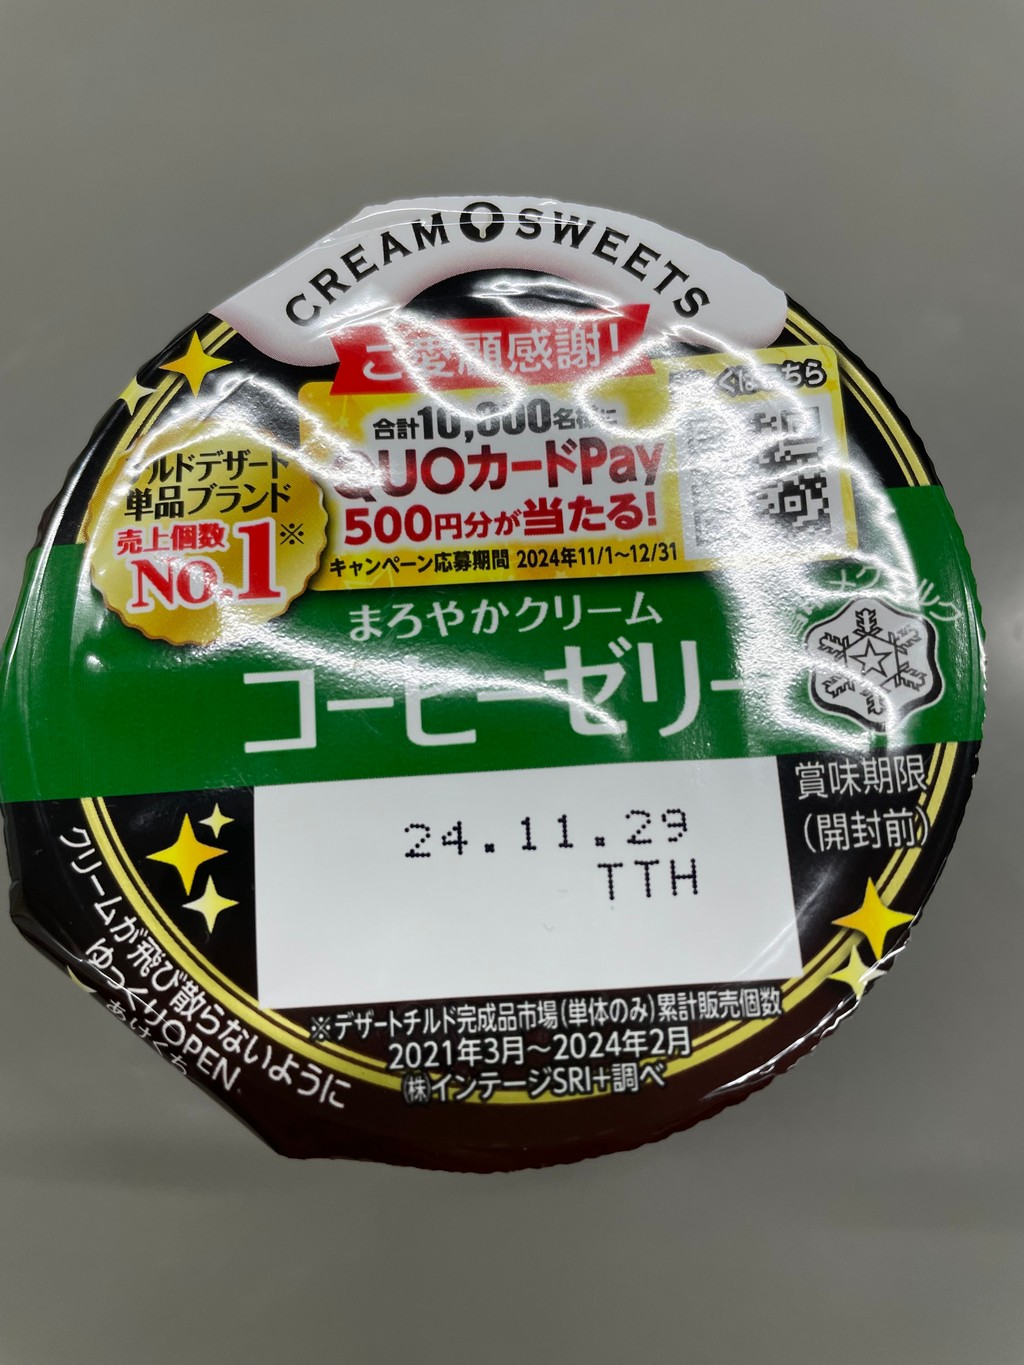 CREAM SWEETS
ご愛顧感謝!
合計10,000名様に
QUOカードPay
500円分が当たる!
キャンペーン応募期間 2024年11/1～12/31
ルドデザート
単品ブランド
売上個数
No.1※
まろやかクリーム
コーヒーゼリー
賞味期限
(開封前)
24.11.29
TTH
クリームが飛び散らないように
ゆっくりOPEN
あけくち
※デザートチルド完成品市場(単体のみ)累計販売個数
2021年3月～2024年2月
㈱インテージSRI+調べ